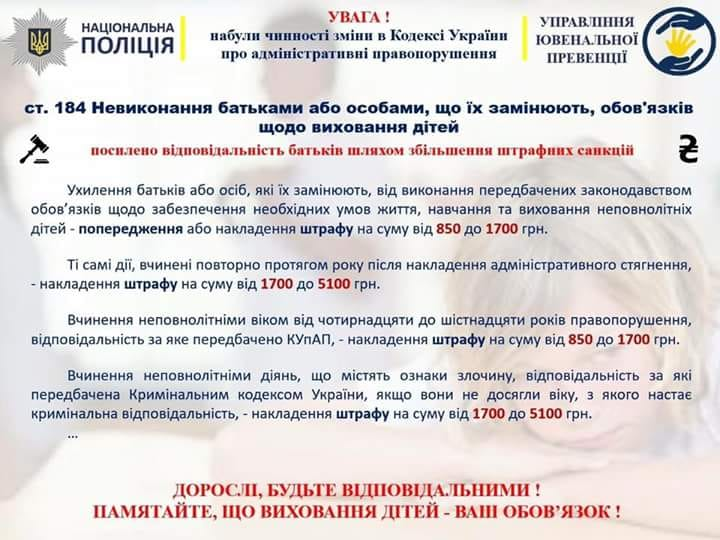 НАЦІОНАЛЬНА
ПОЛІЦІЯ
УВАГА !
набули чинності зміни в Кодексі України
про адміністративні правопорушення
УПРАВЛІННЯ
ЮВЕНАЛЬНОЇ
ПРЕВЕНЦІЇ
ст. 184 Невиконання батьками або особами, що їх замінюють, обов'язків
щодо виховання дітей
посилено відповідальність батьків шляхом збільшення штрафних санкцій
₴
Ухилення батьків або осіб, які їх замінюють, від виконання передбачених законодавством
обов’язків щодо забезпечення необхідних умов життя, навчання та виховання неповнолітніх
дітей - попередження або накладення штрафу на суму від 850 до 1700 грн.
Ті самі дії, вчинені повторно протягом року після накладення адміністративного стягнення,
- накладення штрафу на суму від 1700 до 5100 грн.
Вчинення неповнолітніми віком від чотирнадцяти до шістнадцяти років правопорушення,
відповідальність за яке передбачено КУпАП, - накладення штрафу на суму від 850 до 1700 грн.
Вчинення неповнолітніми діянь, що містять ознаки злочину, відповідальність за які
передбачена Кримінальним кодексом України, якщо вони не досягли віку, з якого настає
кримінальна відповідальність, - накладення штрафу на суму від 1700 до 5100 грн.
...
ДОРОСЛІ, БУДЬТЕ ВІДПОВІДАЛЬНИМИ !
ПАМЯТАЙТЕ, ЩО ВИХОВАННЯ ДІТЕЙ - ВАШ ОБОВ’ЯЗОК !